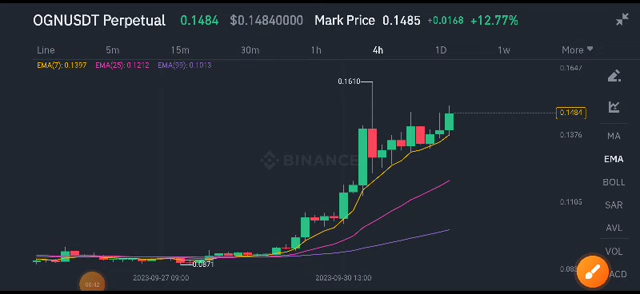 OGNUSDT Perpetual 0.1484 $0.14840000 Mark Price 0.1485 +0.0168 +12.77%
Line 5m 15m 30m 1h 4h 1D 1w More
EMA(7): 0.1397 EMA(25): 0.1212 EMA(99): 0.1013
0.1647
0.1610
0.1484
0.1376
MA
BINANCE
EMA
BOLL
0.1105
SAR
AVL
VOL
0.0871
2023-09-27 09:00 2023-09-30 13:00